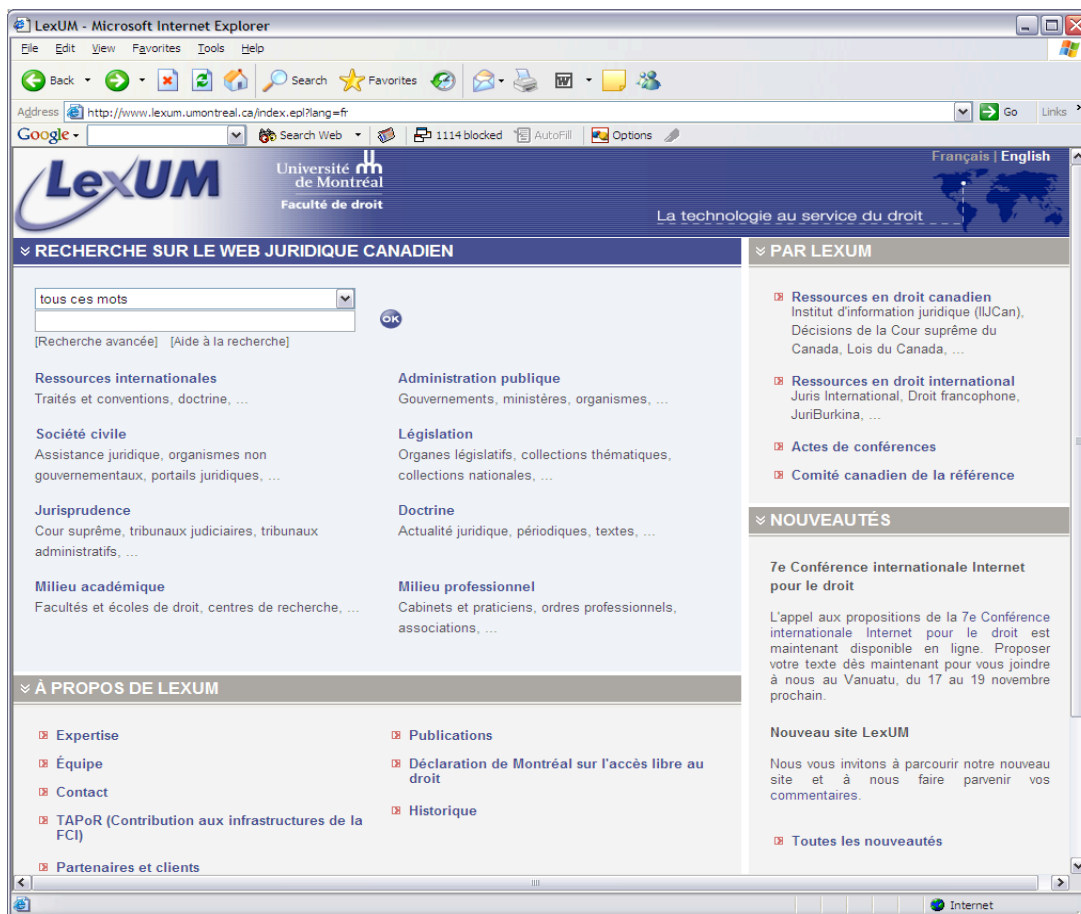 LexUM - Microsoft Internet Explorer
File Edit View Favorites Tools Help
Back Search Favorites
Address http://www.lexum.umontreal.ca/index.epl?lang=fr Go Links
Google Search Web 1114 blocked AutoFill Options
LexUM
Université
de Montréal
Faculté de droit
Français | English
La technologie au service du droit
RECHERCHE SUR LE WEB JURIDIQUE CANADIEN
tous ces mots
OK
[Recherche avancée] [Aide à la recherche]
Ressources internationales
Traités et conventions, doctrine, ...
Administration publique
Gouvernements, ministères, organismes, ...
Société civile
Assistance juridique, organismes non
gouvernementaux, portails juridiques, ...
Législation
Organes législatifs, collections thématiques,
collections nationales, ...
Jurisprudence
Cour suprême, tribunaux judiciaires, tribunaux
administratifs, ...
Doctrine
Actualité juridique, périodiques, textes, ...
Milieu académique
Facultés et écoles de droit, centres de recherche, ...
Milieu professionnel
Cabinets et praticiens, ordres professionnels,
associations, ...
À PROPOS DE LEXUM
Expertise
Équipe
Contact
TAPoR (Contribution aux infrastructures de la
FCI)
Partenaires et clients
Publications
Déclaration de Montréal sur l'accès libre au
droit
Historique
PAR LEXUM
Ressources en droit canadien
Institut d'information juridique (IIJCan),
Décisions de la Cour suprême du
Canada, Lois du Canada, ...
Ressources en droit international
Juris International, Droit francophone,
JuriBurkina, ...
Actes de conférences
Comité canadien de la référence
NOUVEAUTÉS
7e Conférence internationale Internet
pour le droit
L'appel aux propositions de la 7e Conférence
internationale Internet pour le droit est
maintenant disponible en ligne. Proposer
votre texte dès maintenant pour vous joindre
à nous au Vanuatu, du 17 au 19 novembre
prochain.
Nouveau site LexUM
Nous vous invitons à parcourir notre nouveau
site et à nous faire parvenir vos
commentaires.
Toutes les nouveautés
Internet